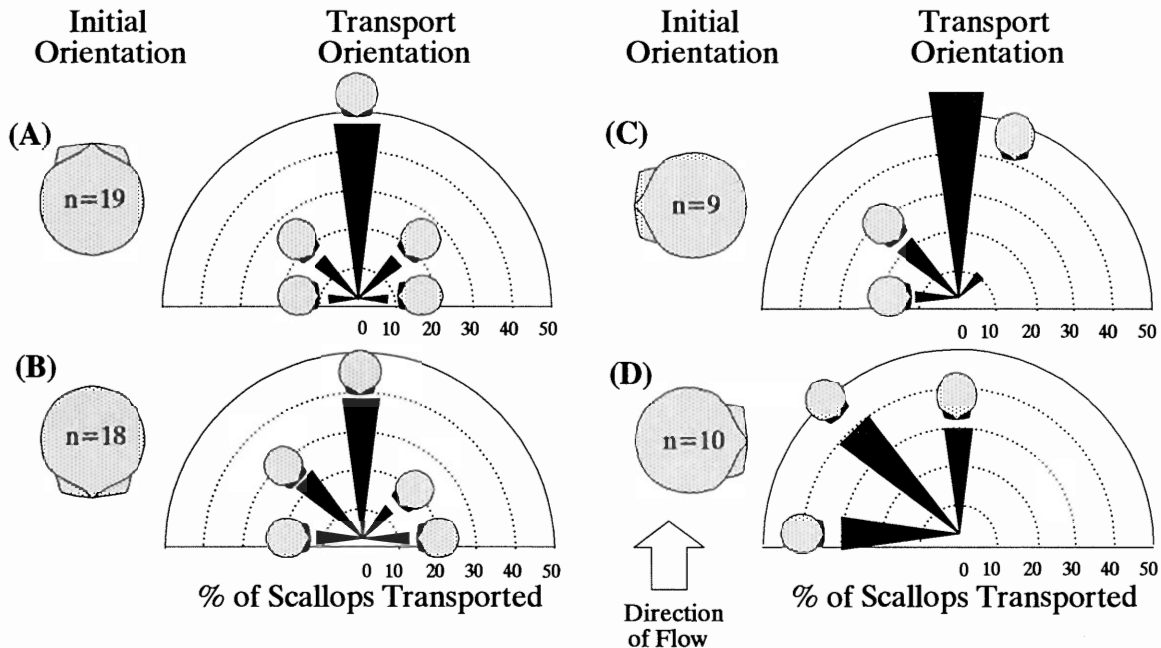 Initial
Orientation
Transport
Orientation
(A)
n=19
0 10 20 30 40 50
(B)
n=18
0 10 20 30 40 50
% of Scallops Transported
Initial
Orientation
Transport
Orientation
(C)
n=9
0 10 20 30 40 50
(D)
n=10
0 10 20 30 40 50
Direction
of Flow
% of Scallops Transported